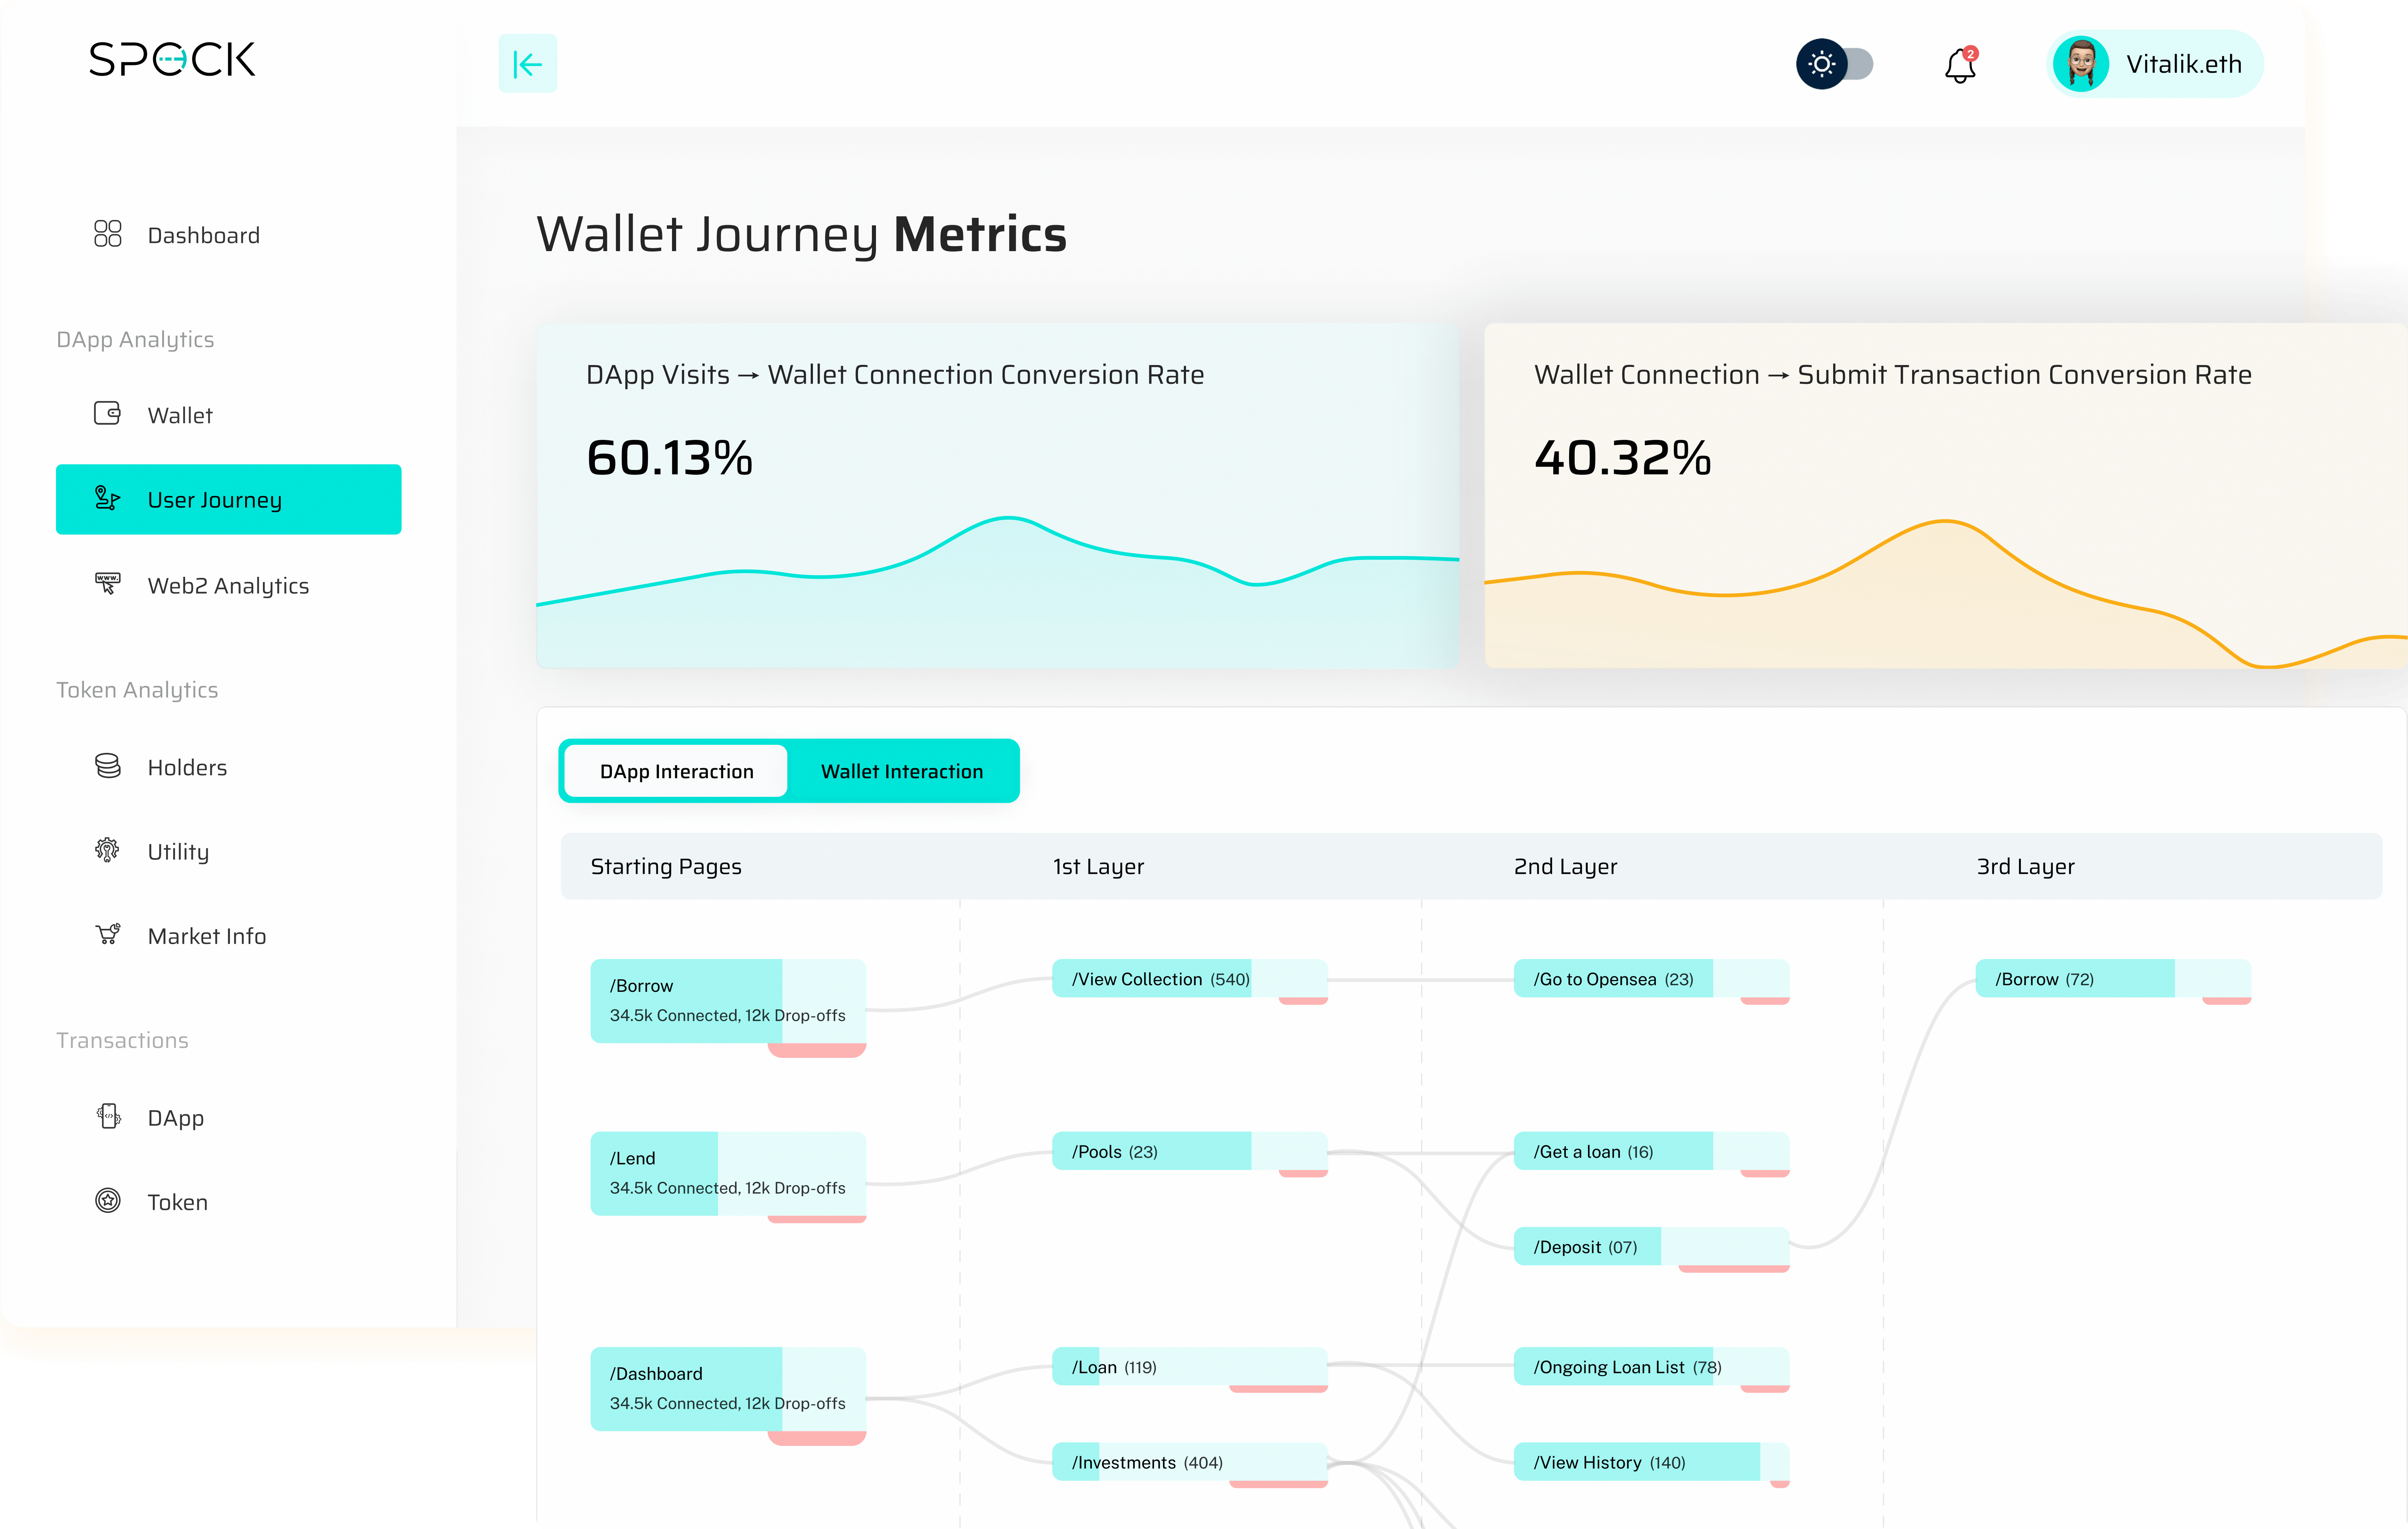 SPOCK
2
Vitalik.eth
Dashboard
DApp Analytics
Wallet
User Journey
WWW.
Web2 Analytics
Token Analytics
Holders
Utility
Market Info
Transactions
DApp
Token
Wallet Journey Metrics
DApp Visits → Wallet Connection Conversion Rate
60.13%
Wallet Connection → Submit Transaction Conversion Rate
40.32%
DApp Interaction
Wallet Interaction
Starting Pages
1st Layer
2nd Layer
3rd Layer
/Borrow
34.5k Connected, 12k Drop-offs
/View Collection (540)
/Go to Opensea (23)
/Borrow (72)
/Lend
34.5k Connected, 12k Drop-offs
/Pools (23)
/Get a loan (16)
/Deposit (07)
/Dashboard
34.5k Connected, 12k Drop-offs
/Loan (119)
/Ongoing Loan List (78)
/Investments (404)
/View History (140)